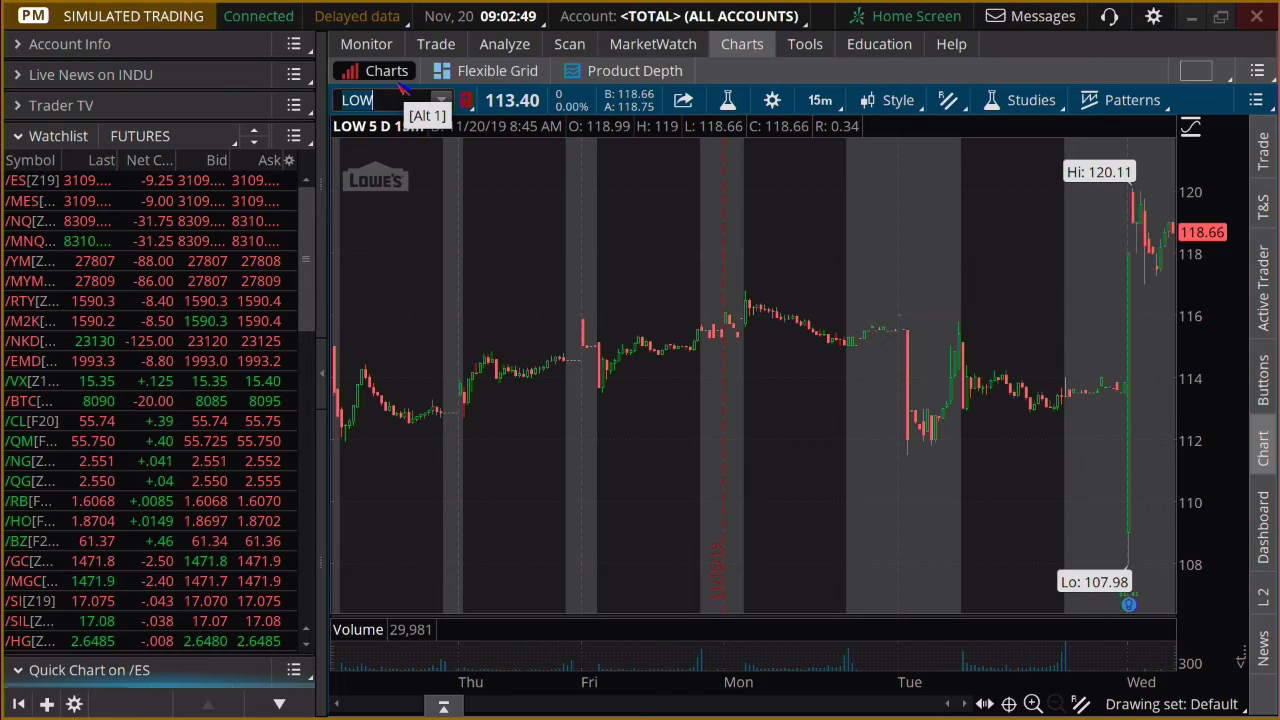 PM SIMULATED TRADING Connected Delayed data Nov, 20 09:02:49 Account: <TOTAL> (ALL ACCOUNTS) Home Screen Messages
Account Info
Live News on INDU
Trader TV
Watchlist FUTURES
Symbol Last Net C... Bid Ask
/ES[Z19] 3109.... -9.25 3109.... 3109....
/MES[... 3109.... -9.00 3109.... 3109....
/NQ[Z... 8309.... -31.75 8309.... 8309....
/MNQ... 8310.... -31.25 8309.... 8309....
/YM[Z... 27807 -88.00 27807 27808
/MYM... 27809 -86.00 27807 27809
/RTY[Z... 1590.3 -8.40 1590.3 1590.4
/M2K[... 1590.2 -8.50 1590.3 1590.4
/NKD[... 23130 -125.00 23120 23125
/EMD[... 1993.3 -8.80 1993.0 1993.2
/VX[Z1... 15.35 +.125 15.35 15.40
/BTC[... 8090 -20.00 8085 8095
/CL[F20] 55.74 +.39 55.74 55.75
/QM[F... 55.750 +.40 55.725 55.750
/NG[Z... 2.551 +.041 2.551 2.552
/QG[Z... 2.550 +.04 2.550 2.555
/RB[F... 1.6068 +.0085 1.6068 1.6070
/HO[F... 1.8704 +.0149 1.8697 1.8702
/BZ[F2... 61.37 +.46 61.34 61.36
/GC[Z... 1471.8 -2.50 1471.8 1471.9
/MGC[... 1471.9 -2.40 1471.7 1471.9
/SI[Z19] 17.075 -.043 17.070 17.075
/SIL[Z... 17.08 -.038 17.07 17.08
/HG[Z... 2.6485 -.008 2.6480 2.6485
Quick Chart on /ES
Monitor Trade Analyze Scan MarketWatch Charts Tools Education Help
Charts Flexible Grid Product Depth
LOW 113.40 0 0.00% B: 118.66 A: 118.75 15m Style Studies Patterns
[Alt 1]
LOW 5 D 15m D: 11/20/19 8:45 AM O: 118.99 H: 119 L: 118.66 C: 118.66 R: 0.34
LOWE'S
Hi: 120.11
120
118.66
118
116
114
112
110
108
Lo: 107.98
11/15/19
Volume 29,981
300
Thu Fri Mon Tue Wed
Drawing set: Default
Trade
T&S
Active Trader
Buttons
Chart
Dashboard
L 2
News